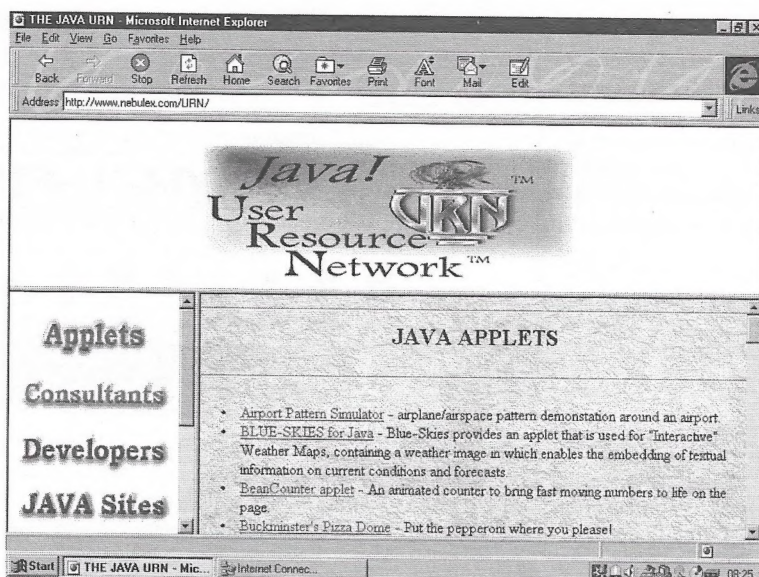 THE JAVA URN - Microsoft Internet Explorer
File Edit View Go Favorites Help
Back Forward Stop Refresh Home Search Favorites Print Font Mail Edit
Address http://www.nebulex.com/URN/
Links
Java!
URN TM
User
Resource
Network TM
Applets
Consultants
Developers
JAVA Sites
JAVA APPLETS
• Airport Pattern Simulator - airplane/airspace pattern demonstation around an airport.
• BLUE-SKIES for Java - Blue-Skies provides an applet that is used for "Interactive"
Weather Maps, containing a weather image in which enables the embedding of textual
information on current conditions and forecasts.
• BeanCounter applet - An animated counter to bring fast moving numbers to life on the
page.
• Buckminster's Pizza Dome - Put the pepperoni where you please!
Start THE JAVA URN - Mic... Internet Connec... 08:25